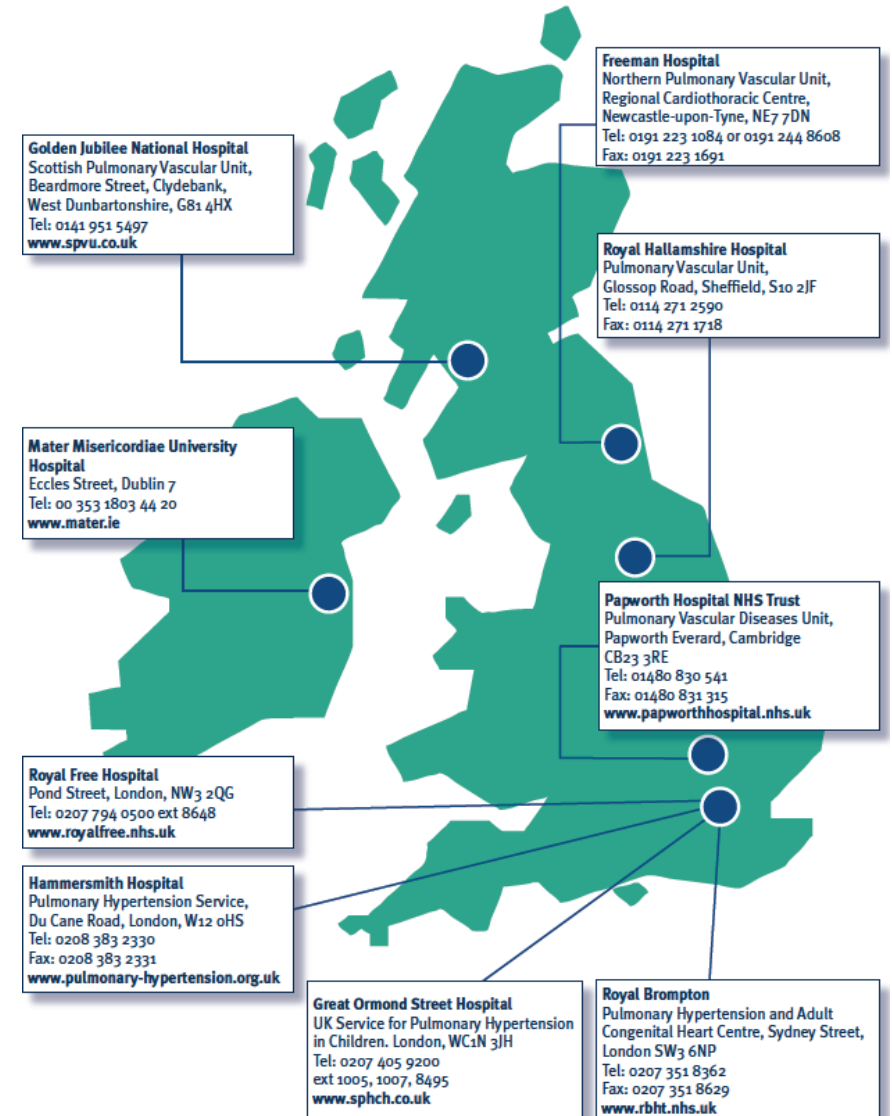 Freeman Hospital
Northern Pulmonary Vascular Unit,
Regional Cardiothoracic Centre,
Newcastle-upon-Tyne, NE7 7DN
Tel: 0191 223 1084 or 0191 244 8608
Fax: 0191 223 1691
Golden Jubilee National Hospital
Scottish Pulmonary Vascular Unit,
Beardmore Street, Clydebank,
West Dunbartonshire, G81 4HX
Tel: 0141 951 5497
www.spvu.co.uk
Royal Hallamshire Hospital
Pulmonary Vascular Unit,
Glossop Road, Sheffield, S10 2JF
Tel: 0114 271 2590
Fax: 0114 271 1718
Mater Misericordiae University
Hospital
Eccles Street, Dublin 7
Tel: 00 353 1803 44 20
www.mater.ie
Papworth Hospital NHS Trust
Pulmonary Vascular Diseases Unit,
Papworth Everard, Cambridge
CB23 3RE
Tel: 01480 830 541
Fax: 01480 831 315
www.papworthhospital.nhs.uk
Royal Free Hospital
Pond Street, London, NW3 2QG
Tel: 0207 794 0500 ext 8648
www.royalfree.nhs.uk
Hammersmith Hospital
Pulmonary Hypertension Service,
Du Cane Road, London, W12 0HS
Tel: 0208 383 2330
Fax: 0208 383 2331
www.pulmonary-hypertension.org.uk
Great Ormond Street Hospital
UK Service for Pulmonary Hypertension
in Children. London, WC1N 3JH
Tel: 0207 405 9200
ext 1005, 1007, 8495
www.sphch.co.uk
Royal Brompton
Pulmonary Hypertension and Adult
Congenital Heart Centre, Sydney Street,
London SW3 6NP
Tel: 0207 351 8362
Fax: 0207 351 8629
www.rbht.nhs.uk